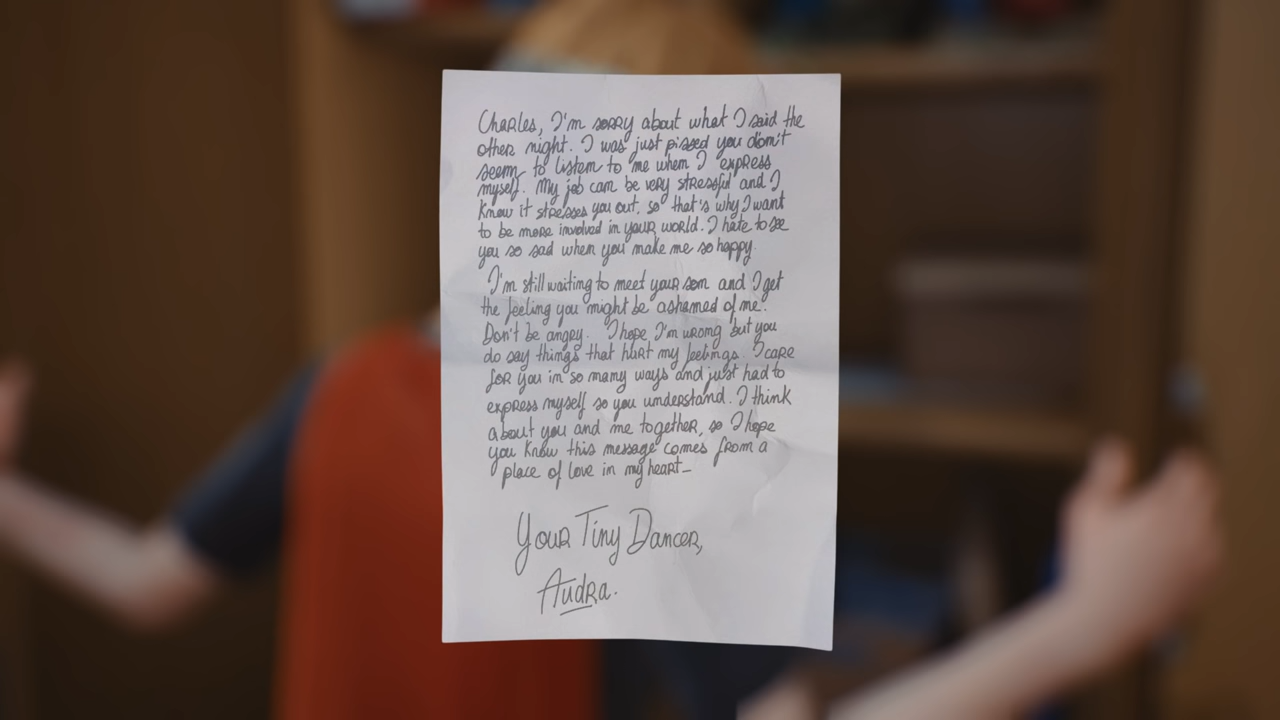 Charles, I'm sorry about what I said the
other night. I was just pissed you don't
seem to listen to me when I express
myself. My job can be very stressful and I
know it stresses you out, so that's why I want
to be more involved in your world. I hate to see
you so sad when you make me so happy.
I'm still waiting to meet your son and I get
the feeling you might be ashamed of me.
Don't be angry. I hope I'm wrong but you
do say things that hurt my feelings. I care
for you in so many ways and just had to
express myself so you understand. I think
about you and me together, so I hope
you know this message comes from a
place of love in my heart_
Your Tiny Dancer,
Audra.